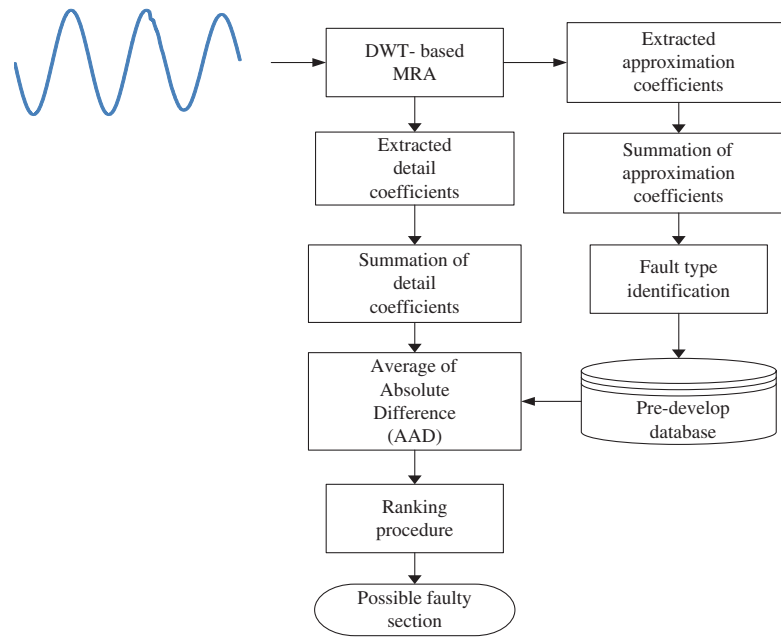 DWT- based
MRA
Extracted
approximation
coefficients
Extracted
detail
coefficients
Summation of
approximation
coefficients
Summation of
detail
coefficients
Fault type
identification
Average of
Absolute
Difference
(AAD)
Pre-develop
database
Ranking
procedure
Possible faulty
section